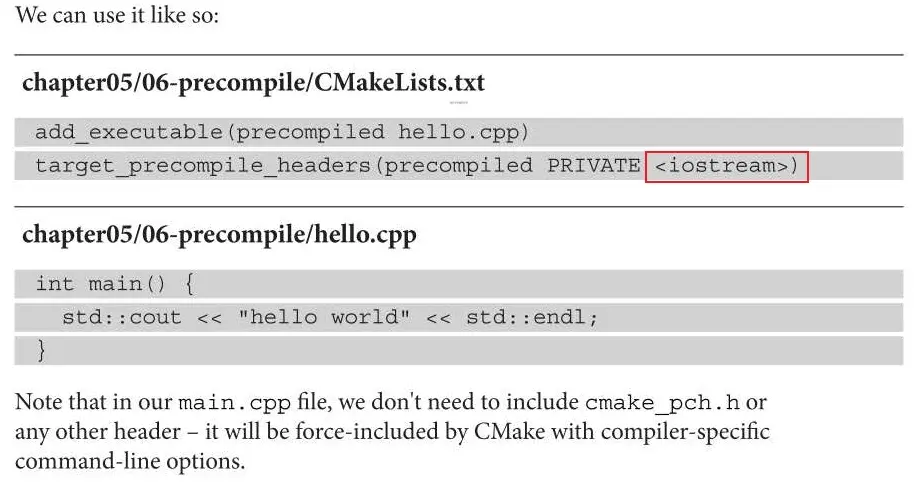 We can use it like so:
chapter05/06-precompile/CMakeLists.txt
add_executable(precompiled hello.cpp)
target_precompile_headers(precompiled PRIVATE <iostream>)
chapter05/06-precompile/hello.cpp
int main() {
  std::cout << "hello world" << std::endl;
}
Note that in our main.cpp file, we don't need to include cmake_pch.h or
any other header – it will be force-included by CMake with compiler-specific
command-line options.